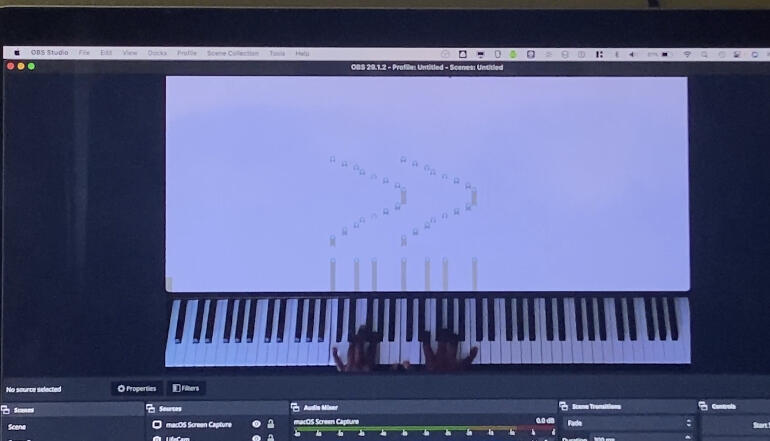 OBS Studio File Edit View Docks Profile Scene Collection Tools Help
OBS 29.1.2 - Profile: Untitled - Scenes: Untitled
No source selected Properties Filters
Scenes Sources Audio Mixer Scene Transitions Controls
Scene macOS Screen Capture macOS Screen Capture 0.0 dB Fade Start
LifeCam Duration 300 ms